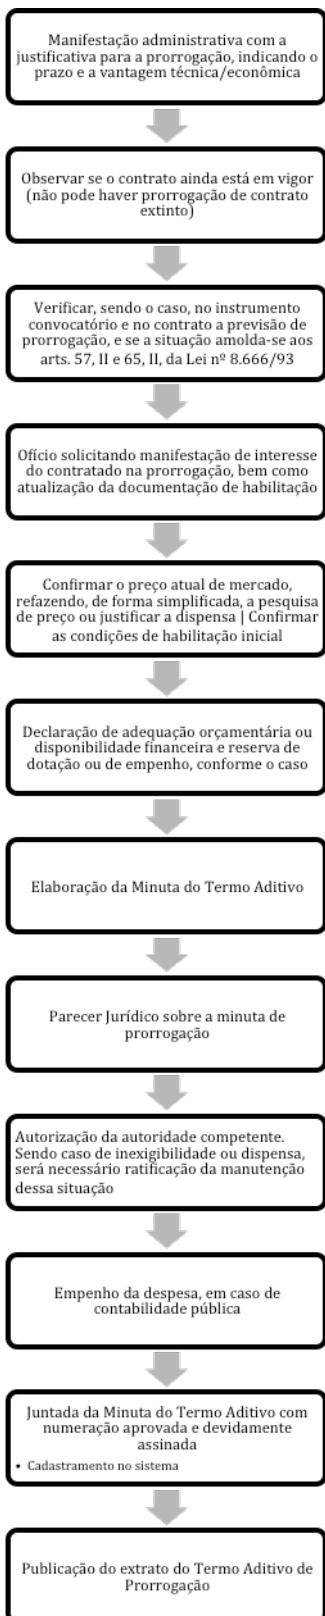 Manifestação administrativa com a
justificativa para a prorrogação, indicando o
prazo e a vantagem técnica/econômica
Observar se o contrato ainda está em vigor
(não pode haver prorrogação de contrato
extinto)
Verificar, sendo o caso, no instrumento
convocatório e no contrato a previsão de
prorrogação, e se a situação amolda-se aos
arts. 57, II e 65, II, da Lei nº 8.666/93
Ofício solicitando manifestação de interesse
do contratado na prorrogação, bem como
atualização da documentação de habilitação
Confirmar o preço atual de mercado,
refazendo, de forma simplificada, a pesquisa
de preço ou justificar a dispensa | Confirmar
as condições de habilitação inicial
Declaração de adequação orçamentária ou
disponibilidade financeira e reserva de
dotação ou de empenho, conforme o caso
Elaboração da Minuta do Termo Aditivo
Parecer Jurídico sobre a minuta de
prorrogação
Autorização da autoridade competente.
Sendo caso de inexigibilidade ou dispensa,
será necessário ratificação da manutenção
dessa situação
Empenho da despesa, em caso de
contabilidade pública
Juntada da Minuta do Termo Aditivo com
numeração aprovada e devidamente
assinada
• Cadastramento no sistema
Publicação do extrato do Termo Aditivo de
Prorrogação